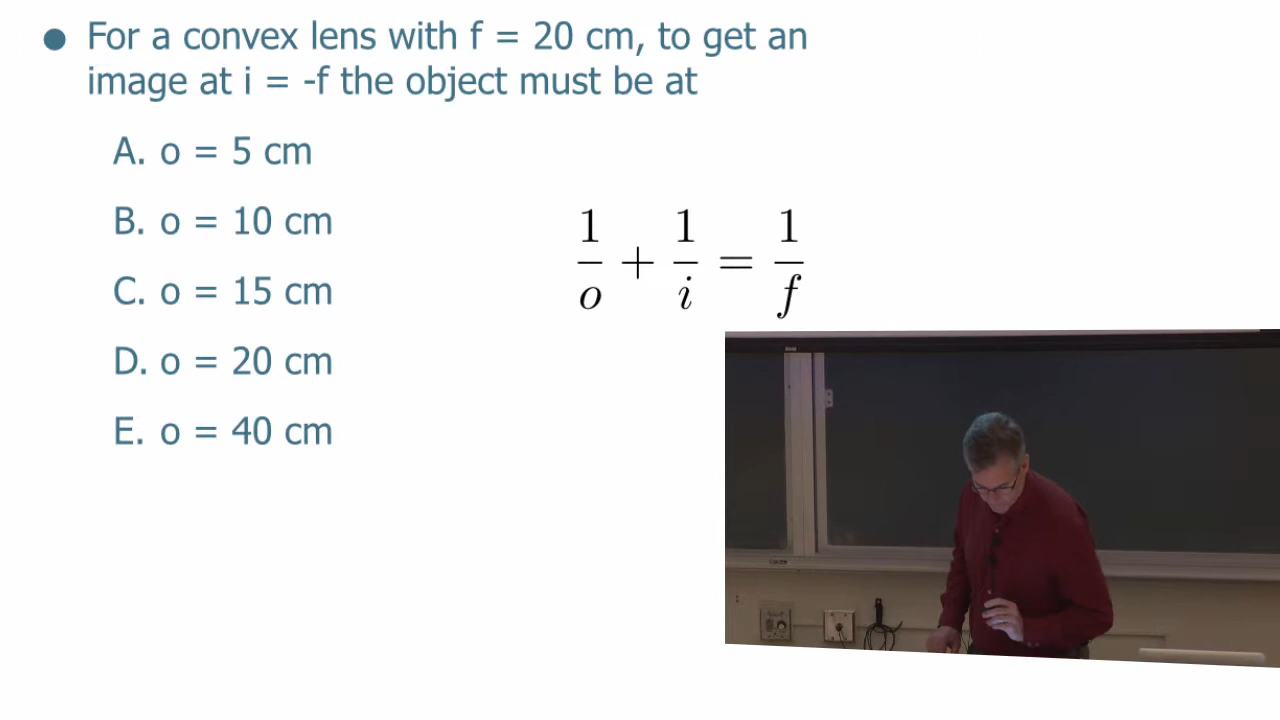 For a convex lens with f = 20 cm, to get an
image at i = -f the object must be at
A. o = 5 cm
B. o = 10 cm
C. o = 15 cm
D. o = 20 cm
E. o = 40 cm
1/o + 1/i = 1/f